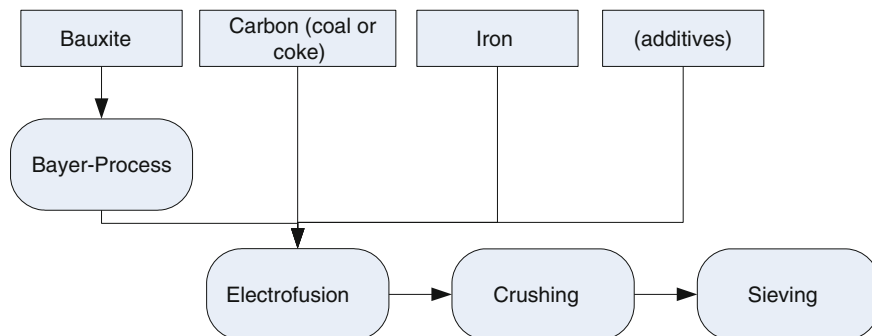 Bauxite
Carbon (coal or
coke)
Iron
(additives)
Bayer-Process
Electrofusion
Crushing
Sieving